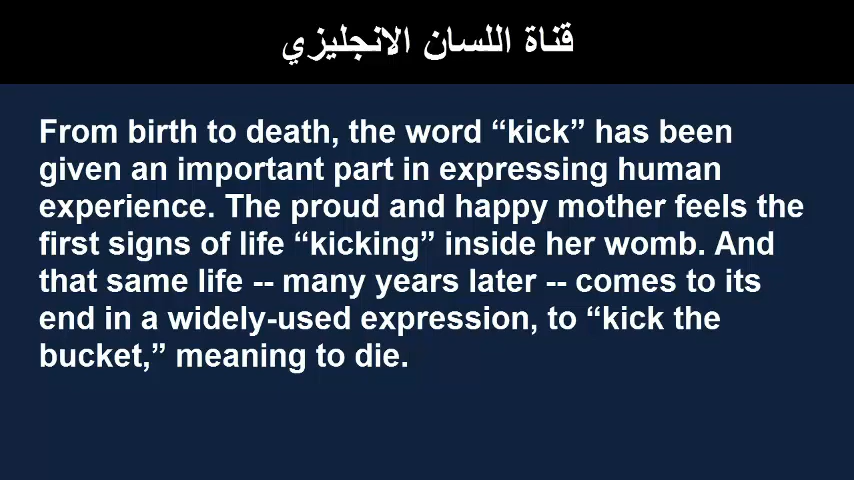 قناة اللسان الانجليزي
From birth to death, the word “kick” has been
given an important part in expressing human
experience. The proud and happy mother feels the
first signs of life “kicking” inside her womb. And
that same life -- many years later -- comes to its
end in a widely-used expression, to “kick the
bucket,” meaning to die.